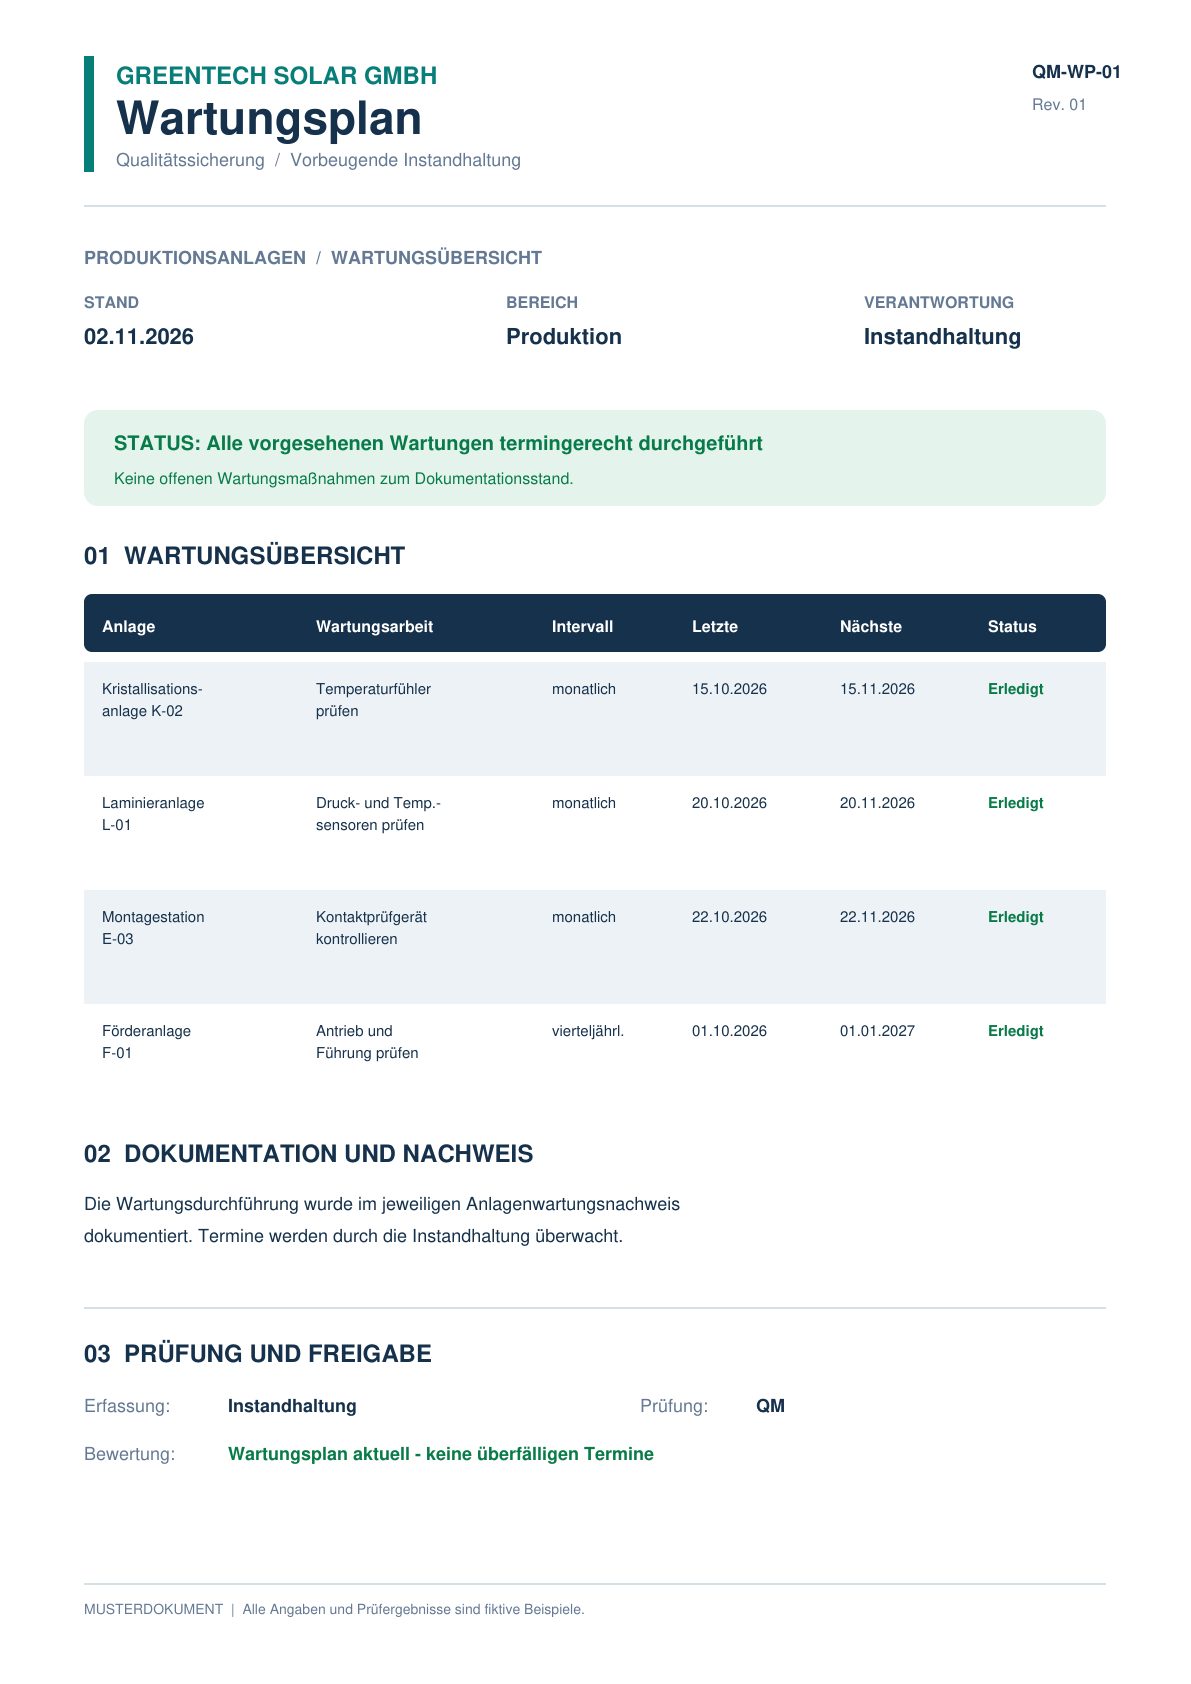 GREENTECH SOLAR GMBH
Wartungsplan
Qualitätssicherung / Vorbeugende Instandhaltung
QM-WP-01
Rev. 01
PRODUKTIONSANLAGEN / WARTUNGSÜBERSICHT
STAND BEREICH VERANTWORTUNG
02.11.2026 Produktion Instandhaltung
STATUS: Alle vorgesehenen Wartungen termingerecht durchgeführt
Keine offenen Wartungsmaßnahmen zum Dokumentationsstand.
01 WARTUNGSÜBERSICHT
Anlage Wartungsarbeit Intervall Letzte Nächste Status
Kristallisations- Temperaturfühler monatlich 15.10.2026 15.11.2026 Erledigt
anlage K-02 prüfen
Laminieranlage Druck- und Temp.- monatlich 20.10.2026 20.11.2026 Erledigt
L-01 sensoren prüfen
Montagestation Kontaktprüfgerät monatlich 22.10.2026 22.11.2026 Erledigt
E-03 kontrollieren
Förderanlage Antrieb und vierteljährl. 01.10.2026 01.01.2027 Erledigt
F-01 Führung prüfen
02 DOKUMENTATION UND NACHWEIS
Die Wartungsdurchführung wurde im jeweiligen Anlagenwartungsnachweis
dokumentiert. Termine werden durch die Instandhaltung überwacht.
03 PRÜFUNG UND FREIGABE
Erfassung: Instandhaltung Prüfung: QM
Bewertung: Wartungsplan aktuell - keine überfälligen Termine
MUSTERDOKUMENT | Alle Angaben und Prüfergebnisse sind fiktive Beispiele.